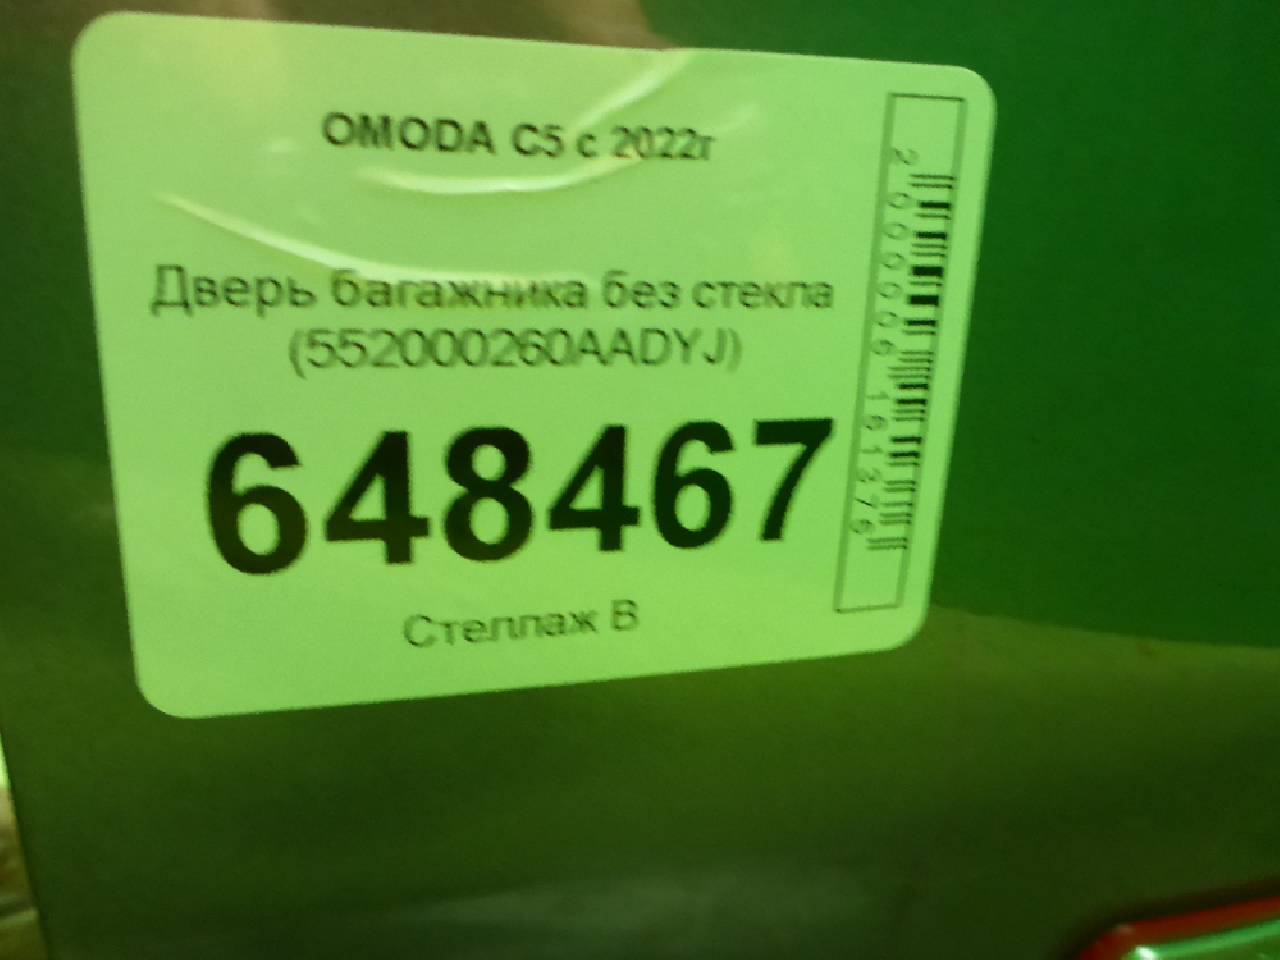 OMODA C5 с 2022г
Дверь багажника без стекла
(552000260AADYJ)
648467
Стеллаж В
2000006161376